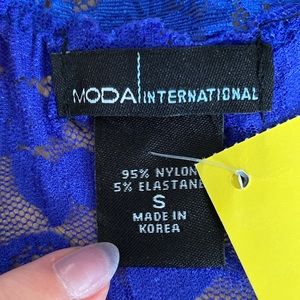 MODA INTERNATIONAL
95% NYLON
5% ELASTANE
S
MADE IN
KOREA